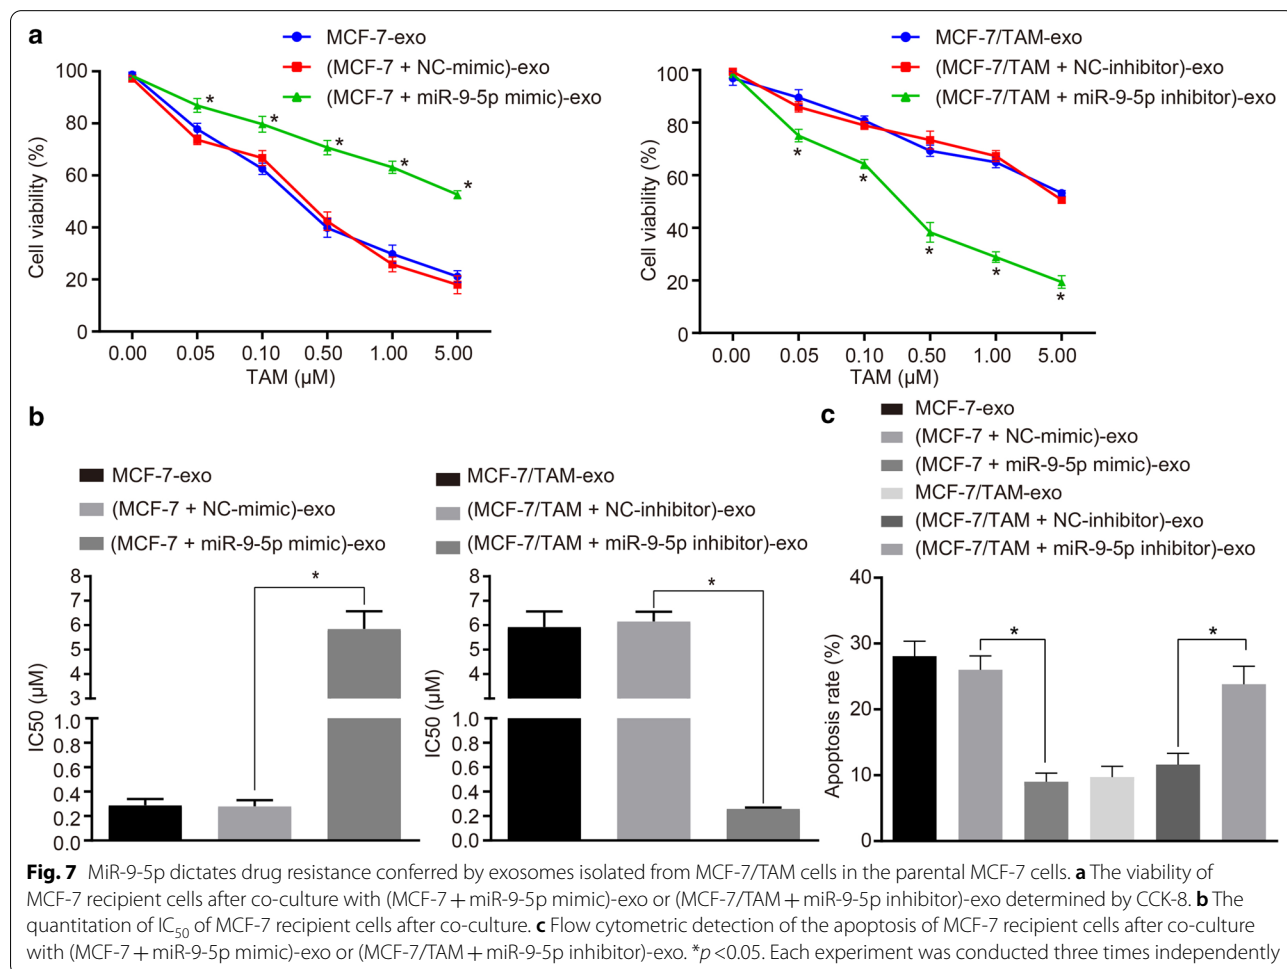 a
MCF-7-exo
(MCF-7 + NC-mimic)-exo
(MCF-7 + miR-9-5p mimic)-exo
100
80
60
40
20
0
Cell viability (%)
* * * * *
0.00 0.05 0.10 0.50 1.00 5.00
TAM (µM)
MCF-7/TAM-exo
(MCF-7/TAM + NC-inhibitor)-exo
(MCF-7/TAM + miR-9-5p inhibitor)-exo
100
80
60
40
20
0
Cell viability (%)
* * * * *
0.00 0.05 0.10 0.50 1.00 5.00
TAM (µM)
b
MCF-7-exo
(MCF-7 + NC-mimic)-exo
(MCF-7 + miR-9-5p mimic)-exo
8
7
6
5
4
3
1.0
0.8
0.6
0.4
0.2
0.0
IC50 (µM)
*
MCF-7/TAM-exo
(MCF-7/TAM + NC-inhibitor)-exo
(MCF-7/TAM + miR-9-5p inhibitor)-exo
8
7
6
5
4
3
1.0
0.8
0.6
0.4
0.2
0.0
IC50 (µM)
*
c
MCF-7-exo
(MCF-7 + NC-mimic)-exo
(MCF-7 + miR-9-5p mimic)-exo
MCF-7/TAM-exo
(MCF-7/TAM + NC-inhibitor)-exo
(MCF-7/TAM + miR-9-5p inhibitor)-exo
40
30
20
10
0
Apoptosis rate (%)
* *
Fig. 7 MiR-9-5p dictates drug resistance conferred by exosomes isolated from MCF-7/TAM cells in the parental MCF-7 cells. a The viability of
MCF-7 recipient cells after co-culture with (MCF-7 + miR-9-5p mimic)-exo or (MCF-7/TAM + miR-9-5p inhibitor)-exo determined by CCK-8. b The
quantitation of IC50 of MCF-7 recipient cells after co-culture. c Flow cytometric detection of the apoptosis of MCF-7 recipient cells after co-culture
with (MCF-7 + miR-9-5p mimic)-exo or (MCF-7/TAM + miR-9-5p inhibitor)-exo. *p < 0.05. Each experiment was conducted three times independently